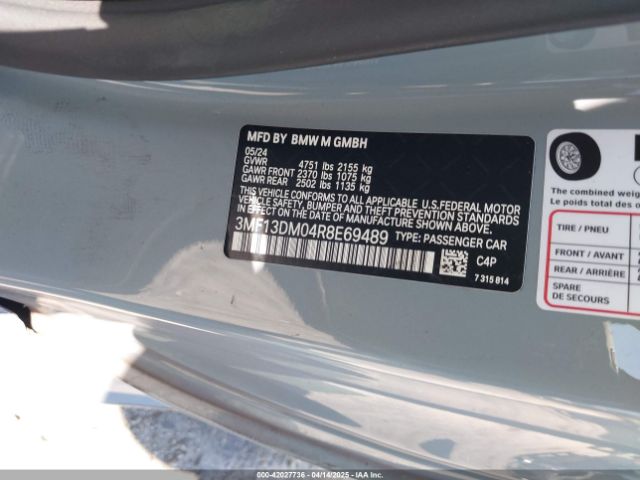 MFD BY BMW M GMBH
05/24
GVWR 4751 lbs 2155 kg
GAWR FRONT 2370 lbs 1075 kg
GAWR REAR 2502 lbs 1135 kg
THIS VEHICLE CONFORMS TO ALL APPLICABLE U.S.FEDERAL MOTOR
VEHICLE SAFETY, BUMPER AND THEFT PREVENTION STANDARDS
IN EFFECT ON THE DATE OF MANUFACTURE SHOWN ABOVE.
3MF13DM04R8E69489 TYPE: PASSENGER CAR
C4P
7 315 814
The combined weig
Le poids total des
TIRE / PNEU
FRONT / AVANT
REAR / ARRIÈRE
SPARE
DE SECOURS
000-42027736 - 04/14/2025 - IAAI.COM